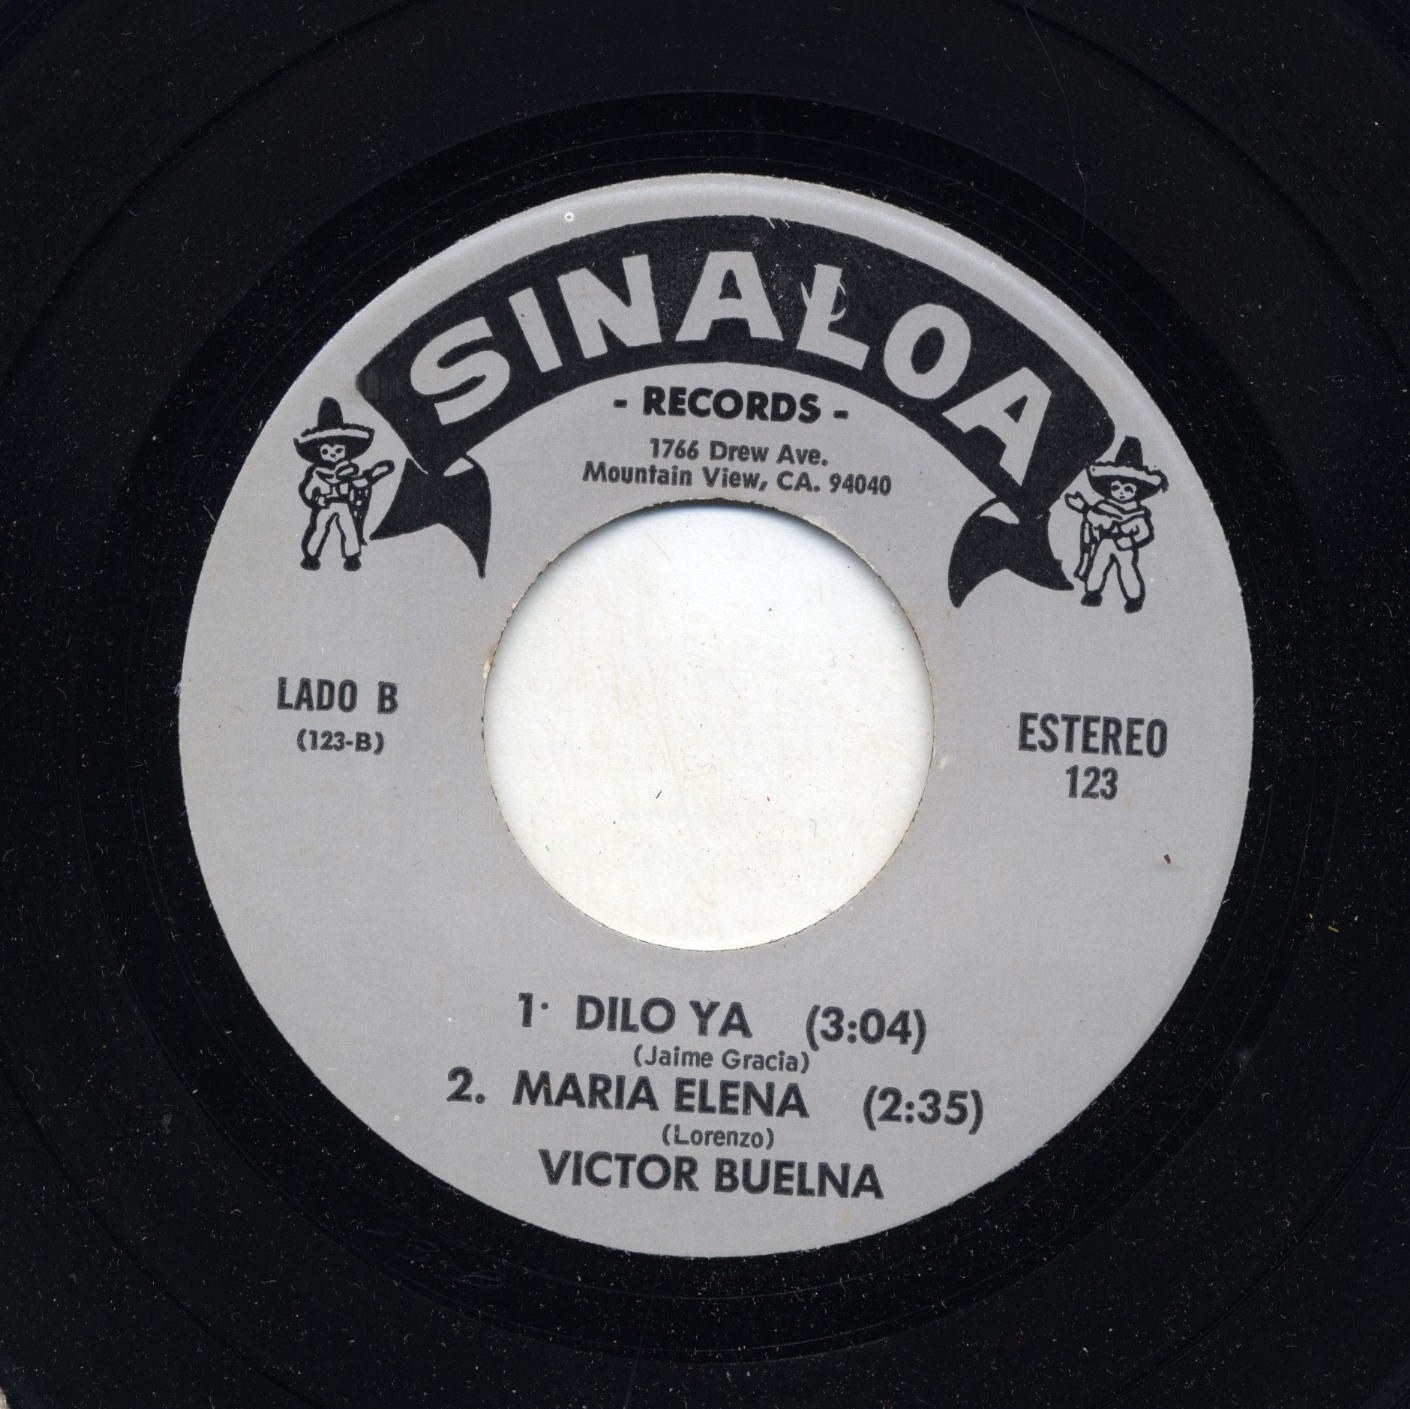 SINALOA
- RECORDS -
1766 Drew Ave.
Mountain View, CA. 94040
LADO B
(123-B)
ESTEREO
123
1. DILO YA (3:04)
(Jaime Gracia)
2. MARIA ELENA (2:35)
(Lorenzo)
VICTOR BUELNA